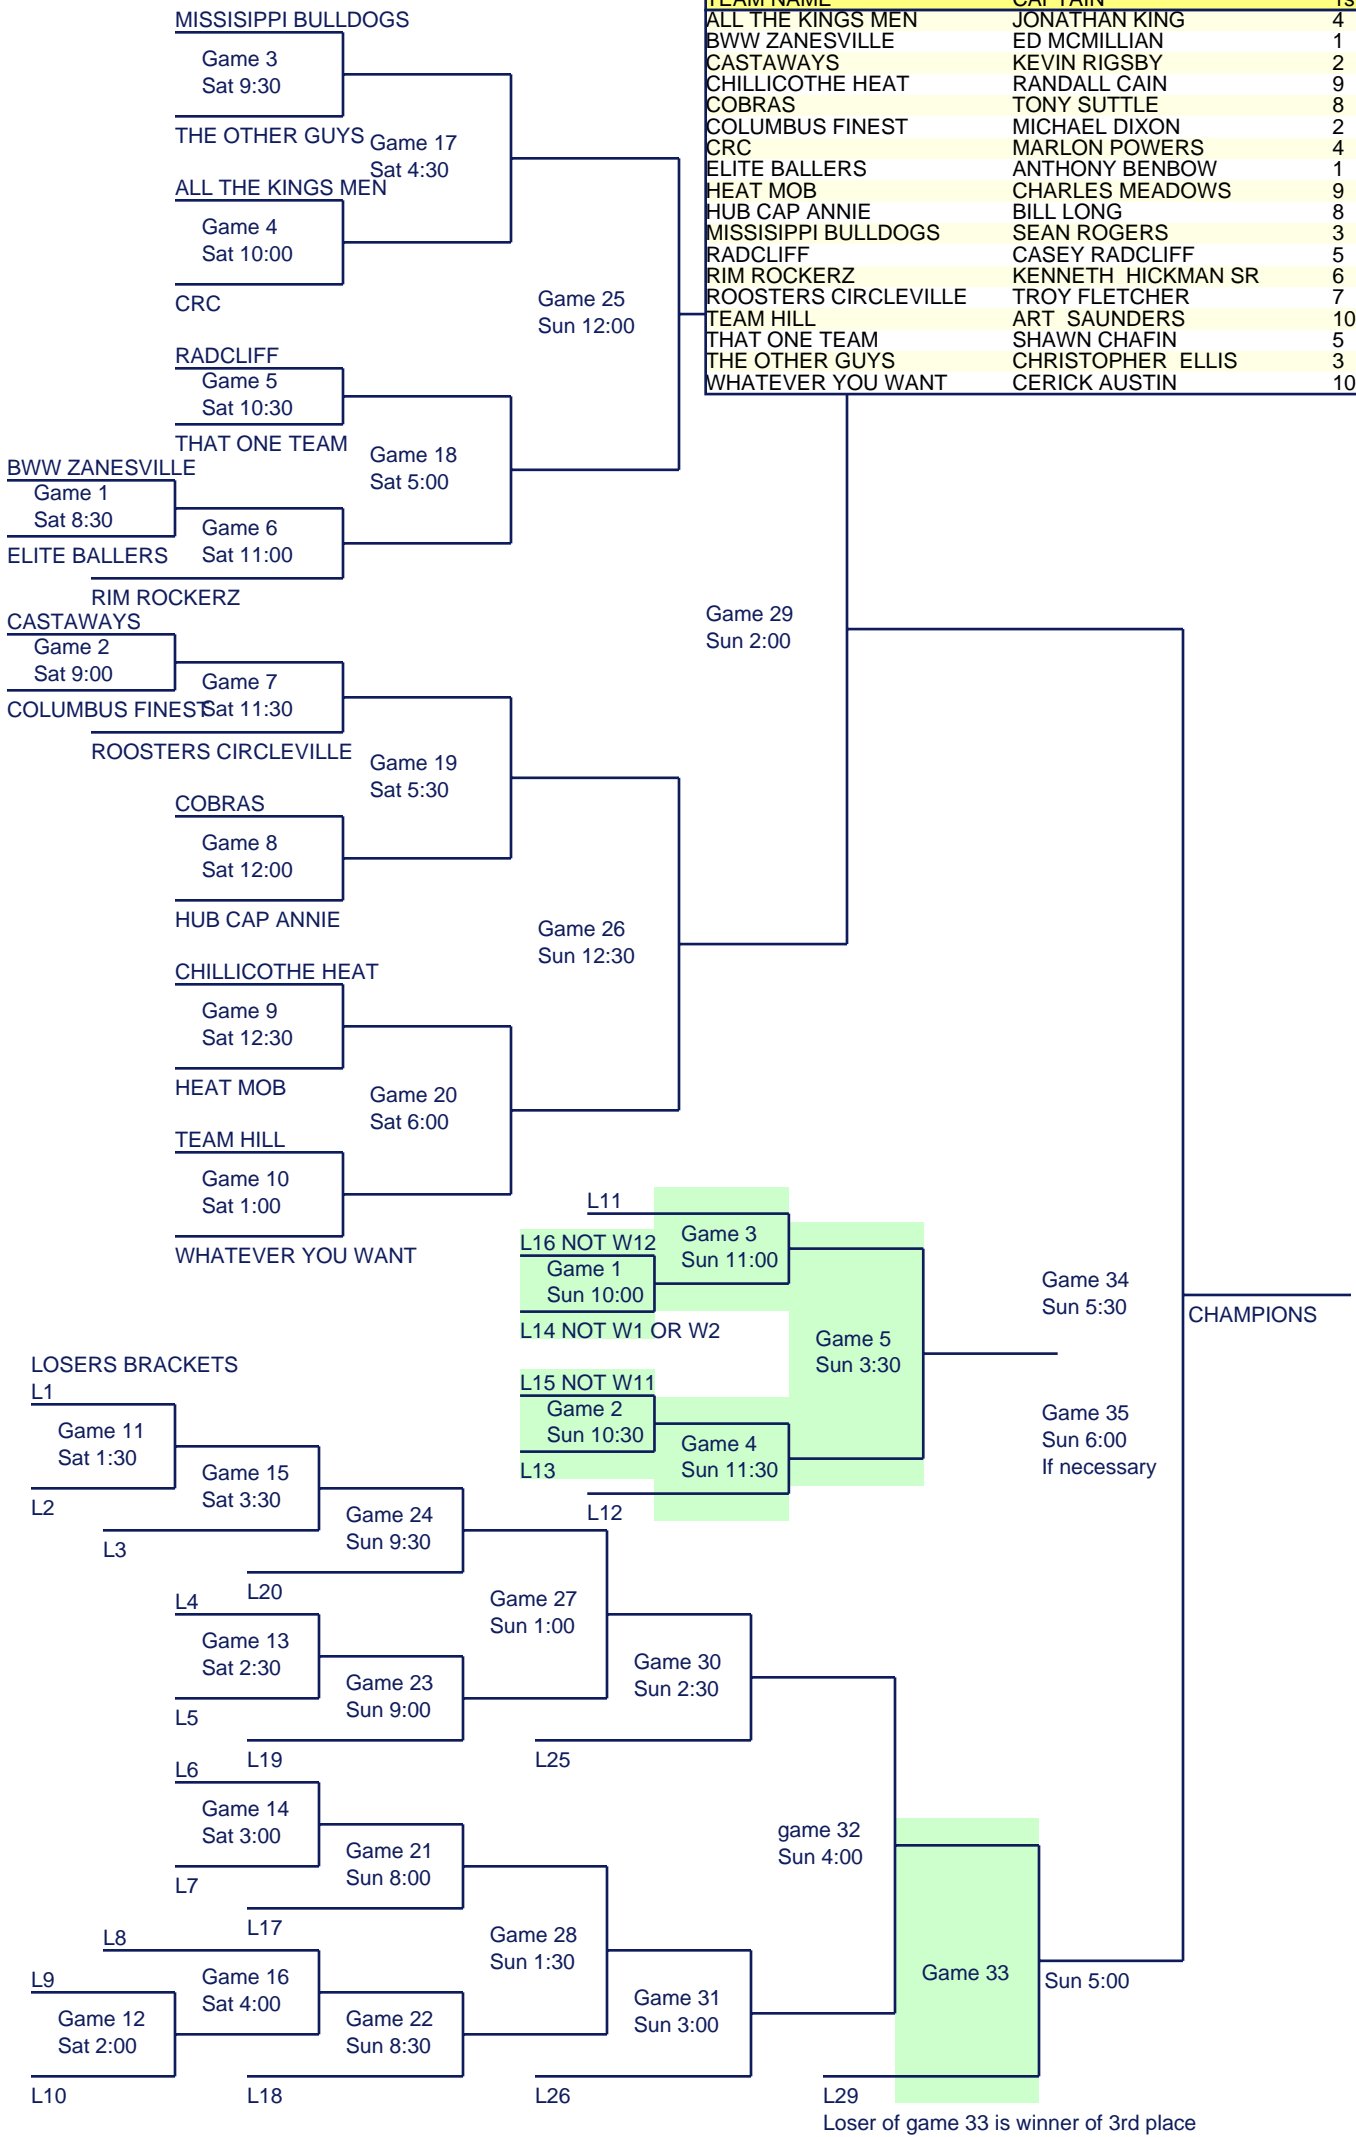 TEAM NAME CAPTAIN
ALL THE KINGS MEN JONATHAN KING 4
BWW ZANESVILLE ED MCMILLIAN 1
CASTAWAYS KEVIN RIGSBY 2
CHILLICOTHE HEAT RANDALL CAIN 9
COBRAS TONY SUTTLE 8
COLUMBUS FINEST MICHAEL DIXON 2
CRC MARLON POWERS 4
ELITE BALLERS ANTHONY BENBOW 1
HEAT MOB CHARLES MEADOWS 9
HUB CAP ANNIE BILL LONG 8
MISSISIPPI BULLDOGS SEAN ROGERS 3
RADCLIFF CASEY RADCLIFF 5
RIM ROCKERZ KENNETH HICKMAN SR 6
ROOSTERS CIRCLEVILLE TROY FLETCHER 7
TEAM HILL ART SAUNDERS 10
THAT ONE TEAM SHAWN CHAFIN 5
THE OTHER GUYS CHRISTOPHER ELLIS 3
WHATEVER YOU WANT CERICK AUSTIN 10
MISSISIPPI BULLDOGS
Game 3
Sat 9:30
THE OTHER GUYS
Game 17
Sat 4:30
ALL THE KINGS MEN
Game 4
Sat 10:00
CRC
Game 25
Sun 12:00
RADCLIFF
Game 5
Sat 10:30
THAT ONE TEAM
Game 18
Sat 5:00
BWW ZANESVILLE
Game 1
Sat 8:30
ELITE BALLERS
Game 6
Sat 11:00
RIM ROCKERZ
Game 29
Sun 2:00
CASTAWAYS
Game 2
Sat 9:00
COLUMBUS FINEST
Game 7
Sat 11:30
ROOSTERS CIRCLEVILLE
Game 19
Sat 5:30
COBRAS
Game 8
Sat 12:00
HUB CAP ANNIE
Game 26
Sun 12:30
CHILLICOTHE HEAT
Game 9
Sat 12:30
HEAT MOB
Game 20
Sat 6:00
TEAM HILL
Game 10
Sat 1:00
WHATEVER YOU WANT
L11
Game 3
Sun 11:00
L16 NOT W12
Game 1
Sun 10:00
L14 NOT W1 OR W2
Game 5
Sun 3:30
L15 NOT W11
Game 2
Sun 10:30
L13
Game 4
Sun 11:30
L12
Game 34
Sun 5:30
CHAMPIONS
Game 35
Sun 6:00
If necessary
LOSERS BRACKETS
L1
Game 11
Sat 1:30
L2
Game 15
Sat 3:30
L3
Game 24
Sun 9:30
L20
Game 27
Sun 1:00
L4
Game 13
Sat 2:30
L5
Game 23
Sun 9:00
L19
Game 30
Sun 2:30
L25
L6
Game 14
Sat 3:00
L7
Game 21
Sun 8:00
L17
game 32
Sun 4:00
L8
Game 28
Sun 1:30
L9
Game 16
Sat 4:00
Game 12
Sat 2:00
L10
Game 22
Sun 8:30
L18
Game 31
Sun 3:00
L26
Game 33
Sun 5:00
L29
Loser of game 33 is winner of 3rd place